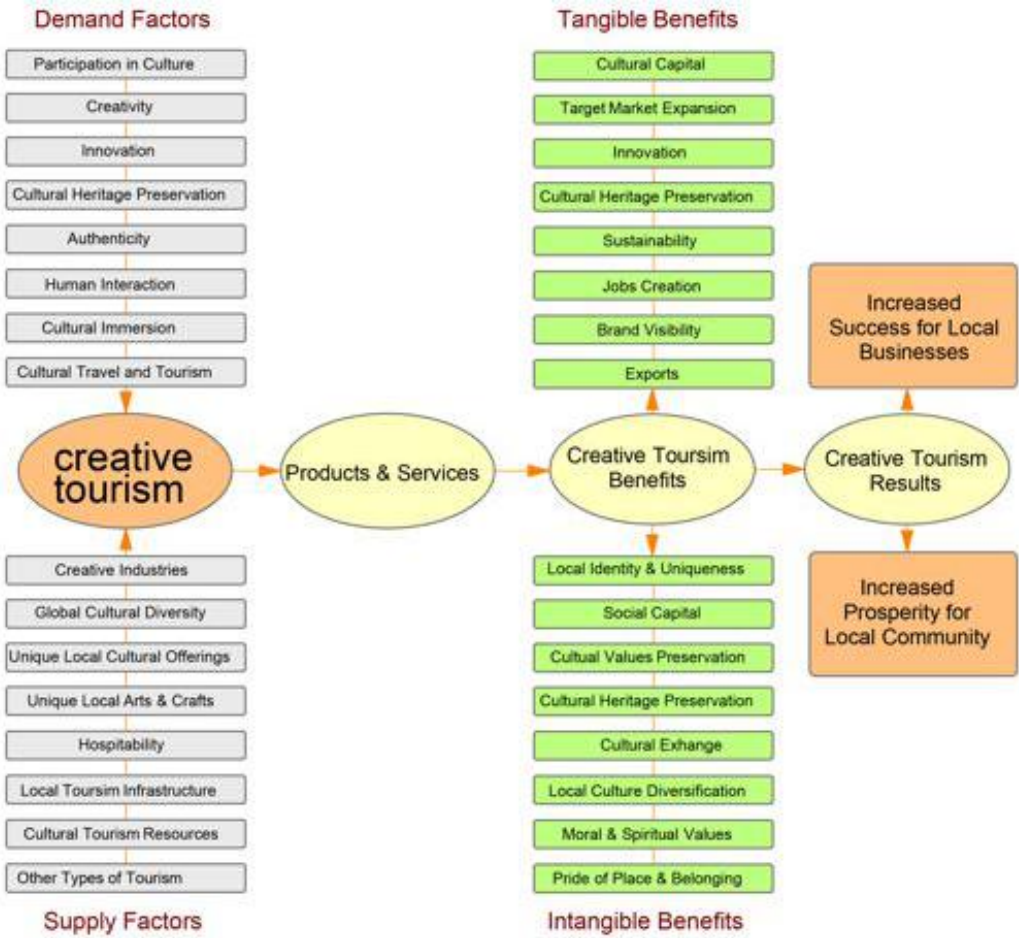 Demand Factors
Participation in Culture
Creativity
Innovation
Cultural Heritage Preservation
Authenticity
Human Interaction
Cultural Immersion
Cultural Travel and Tourism
creative
tourism
Creative Industries
Global Cultural Diversity
Unique Local Cultural Offerings
Unique Local Arts & Crafts
Hospitability
Local Toursim Infrastructure
Cultural Tourism Resources
Other Types of Tourism
Supply Factors
Products & Services
Tangible Benefits
Cultural Capital
Target Market Expansion
Innovation
Cultural Heritage Preservation
Sustainability
Jobs Creation
Brand Visibility
Exports
Creative Toursim
Benefits
Local Identity & Uniqueness
Social Capital
Cultual Values Preservation
Cultural Heritage Preservation
Cultural Exhange
Local Culture Diversification
Moral & Spiritual Values
Pride of Place & Belonging
Intangible Benefits
Increased
Success for Local
Businesses
Creative Tourism
Results
Increased
Prosperity for
Local Community